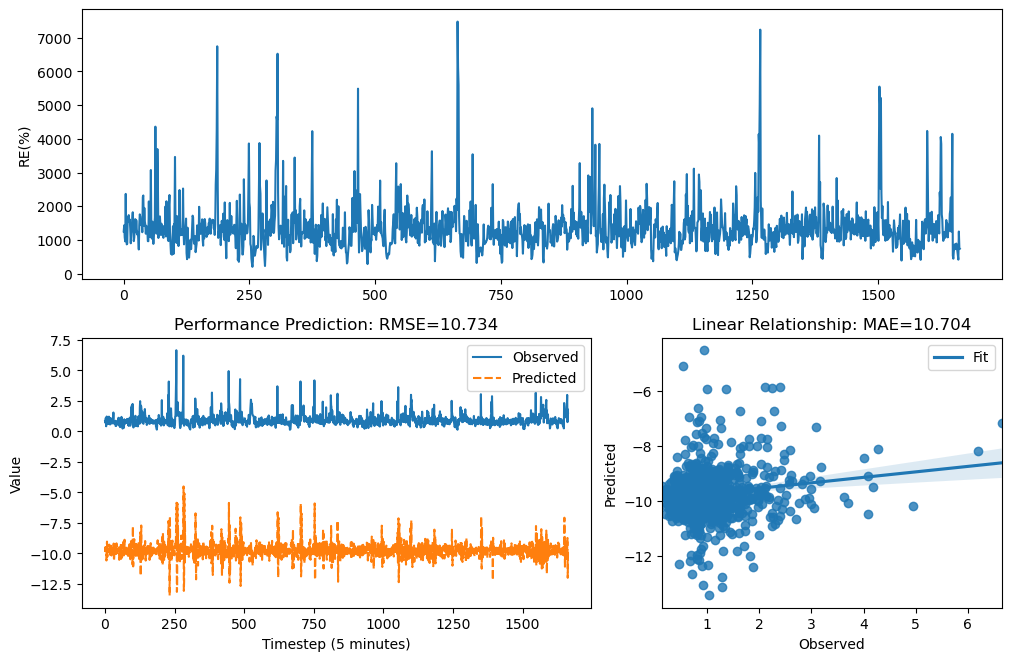 7000
6000
5000
4000
3000
2000
1000
0
RE(%)
0 250 500 750 1000 1250 1500
Performance Prediction: RMSE=10.734
7.5
5.0
2.5
0.0
−2.5
−5.0
−7.5
−10.0
−12.5
Value
Observed
Predicted
0 250 500 750 1000 1250 1500
Timestep (5 minutes)
Linear Relationship: MAE=10.704
Fit
−6
−8
−10
−12
Predicted
1 2 3 4 5 6
Observed